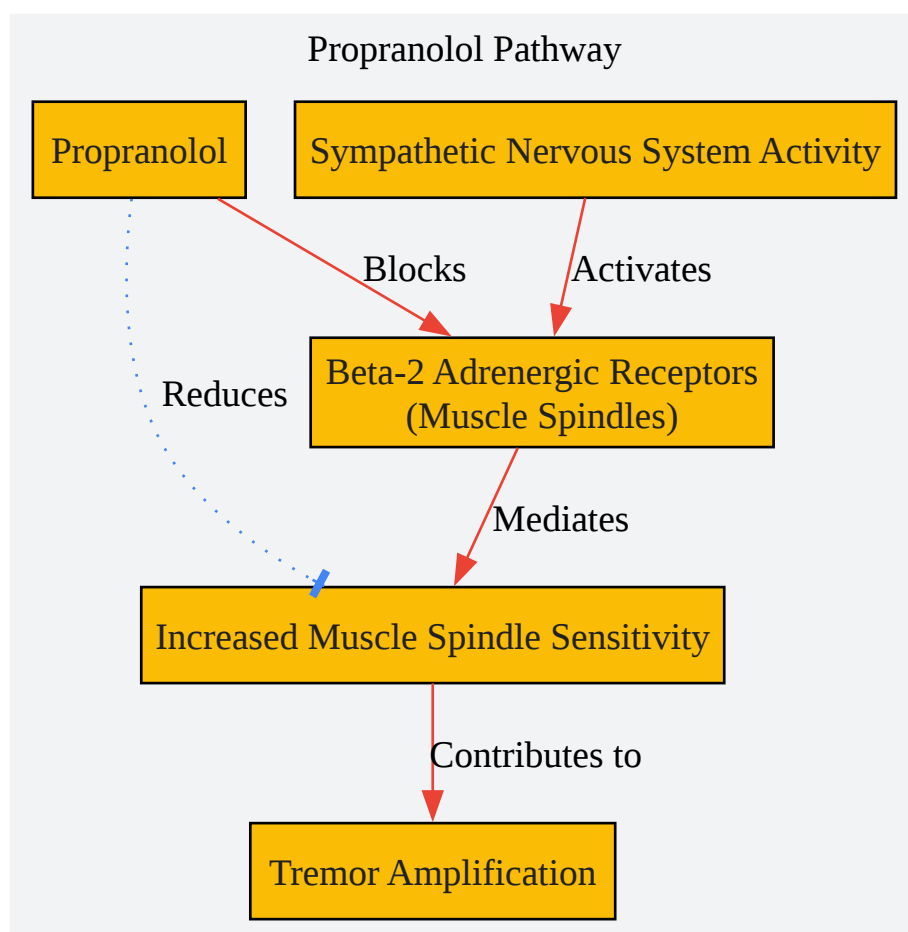 Propranolol Pathway
Propranolol
Sympathetic Nervous System Activity
Blocks
Activates
Beta-2 Adrenergic Receptors
(Muscle Spindles)
Reduces
Mediates
Increased Muscle Spindle Sensitivity
Contributes to
Tremor Amplification